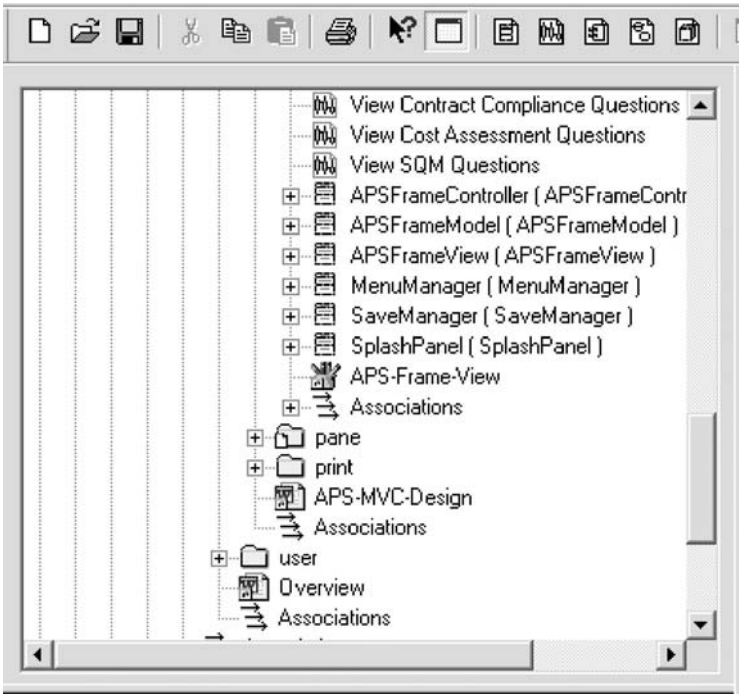 View Contract Compliance Questions
View Cost Assessment Questions
View SQM Questions
APSFrameController ( APSFrameContr
APSFrameModel ( APSFrameModel )
APSFrameView ( APSFrameView )
MenuManager ( MenuManager )
SaveManager ( SaveManager )
SplashPanel ( SplashPanel )
APS-Frame-View
Associations
pane
print
APS-MVC-Design
Associations
user
Overview
Associations